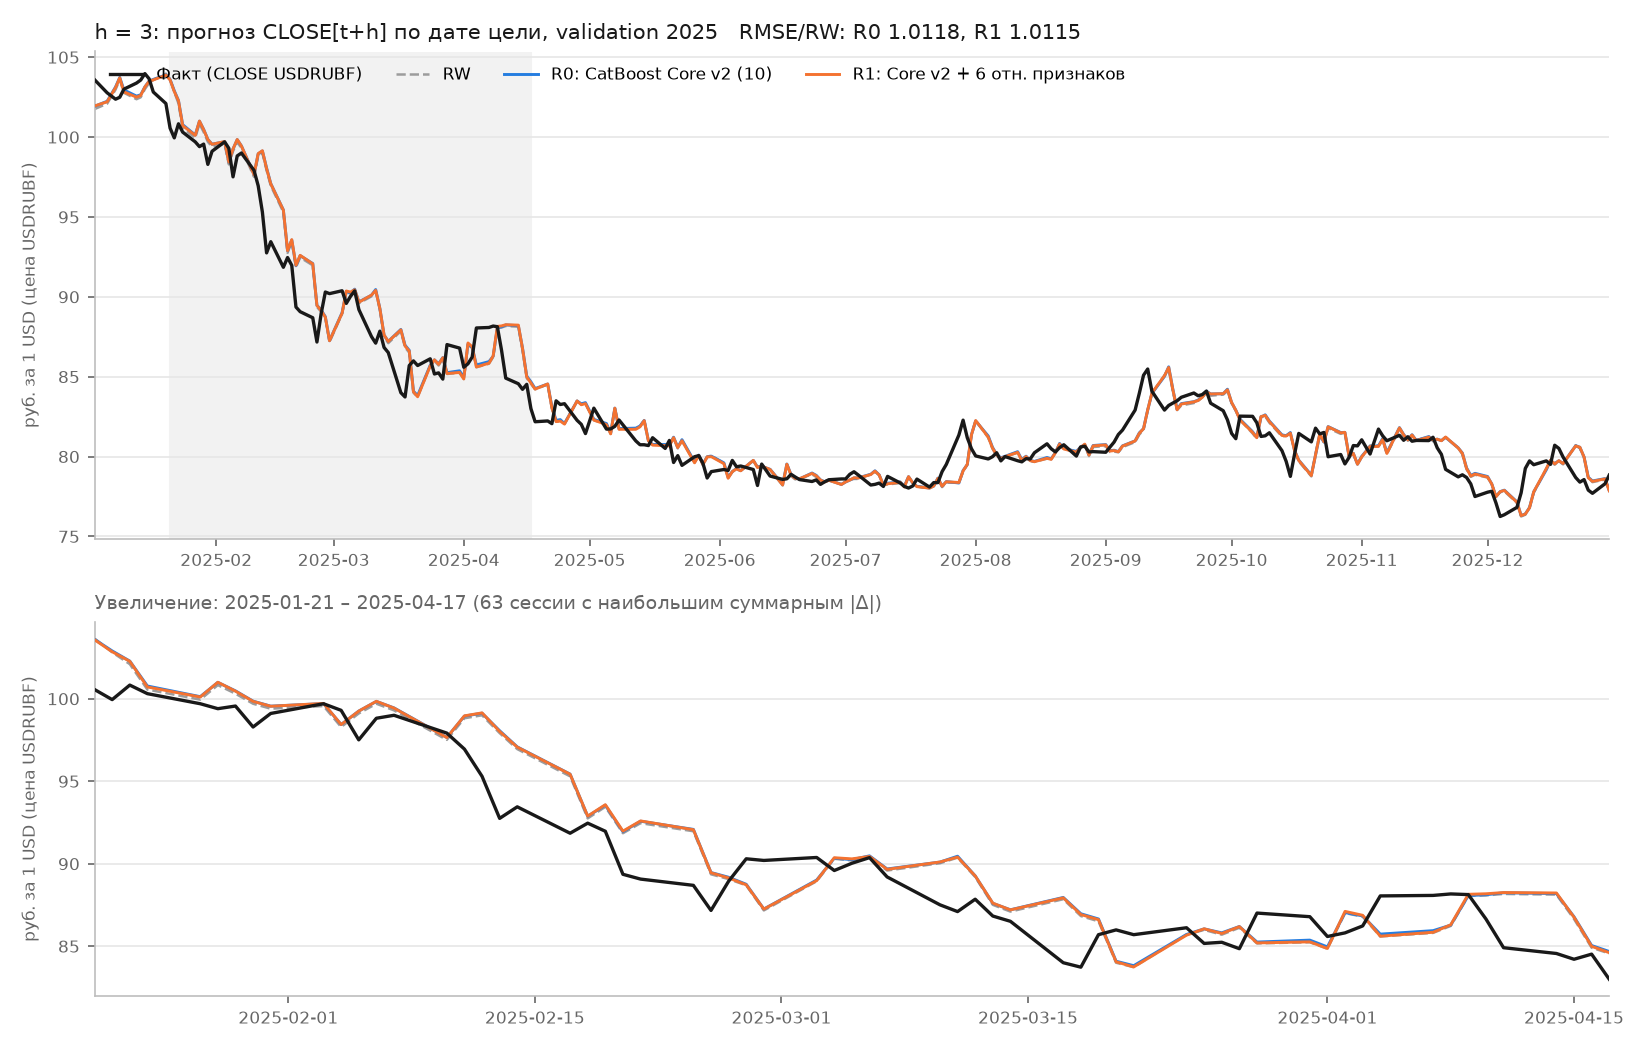 h = 3: прогноз CLOSE[t+h] по дате цели, validation 2025   RMSE/RW: R0 1.0118, R1 1.0115
Факт (CLOSE USDRUBF)   RW   R0: CatBoost Core v2 (10)   R1: Core v2 + 6 отн. признаков
руб. за 1 USD (цена USDRUBF)
105
100
95
90
85
80
75
2025-02 2025-03 2025-04 2025-05 2025-06 2025-07 2025-08 2025-09 2025-10 2025-11 2025-12
Увеличение: 2025-01-21 – 2025-04-17 (63 сессии с наибольшим суммарным |Δ|)
руб. за 1 USD (цена USDRUBF)
100
95
90
85
2025-02-01 2025-02-15 2025-03-01 2025-03-15 2025-04-01 2025-04-15